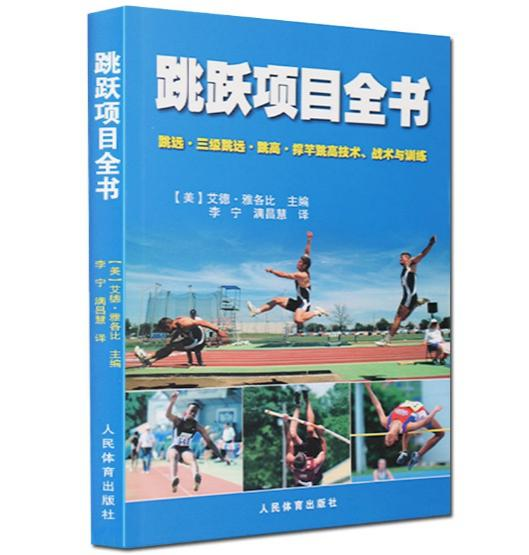 跳跃项目全书
跳远·三级跳远·跳高·撑竿跳高技术、战术与训练
【美】艾德·雅各比 主编
李宁 满昌慧 译
人民体育出版社
跳跃项目全书
【美】艾德·雅各比 主编
李宁 满昌慧 译
人民体育出版社